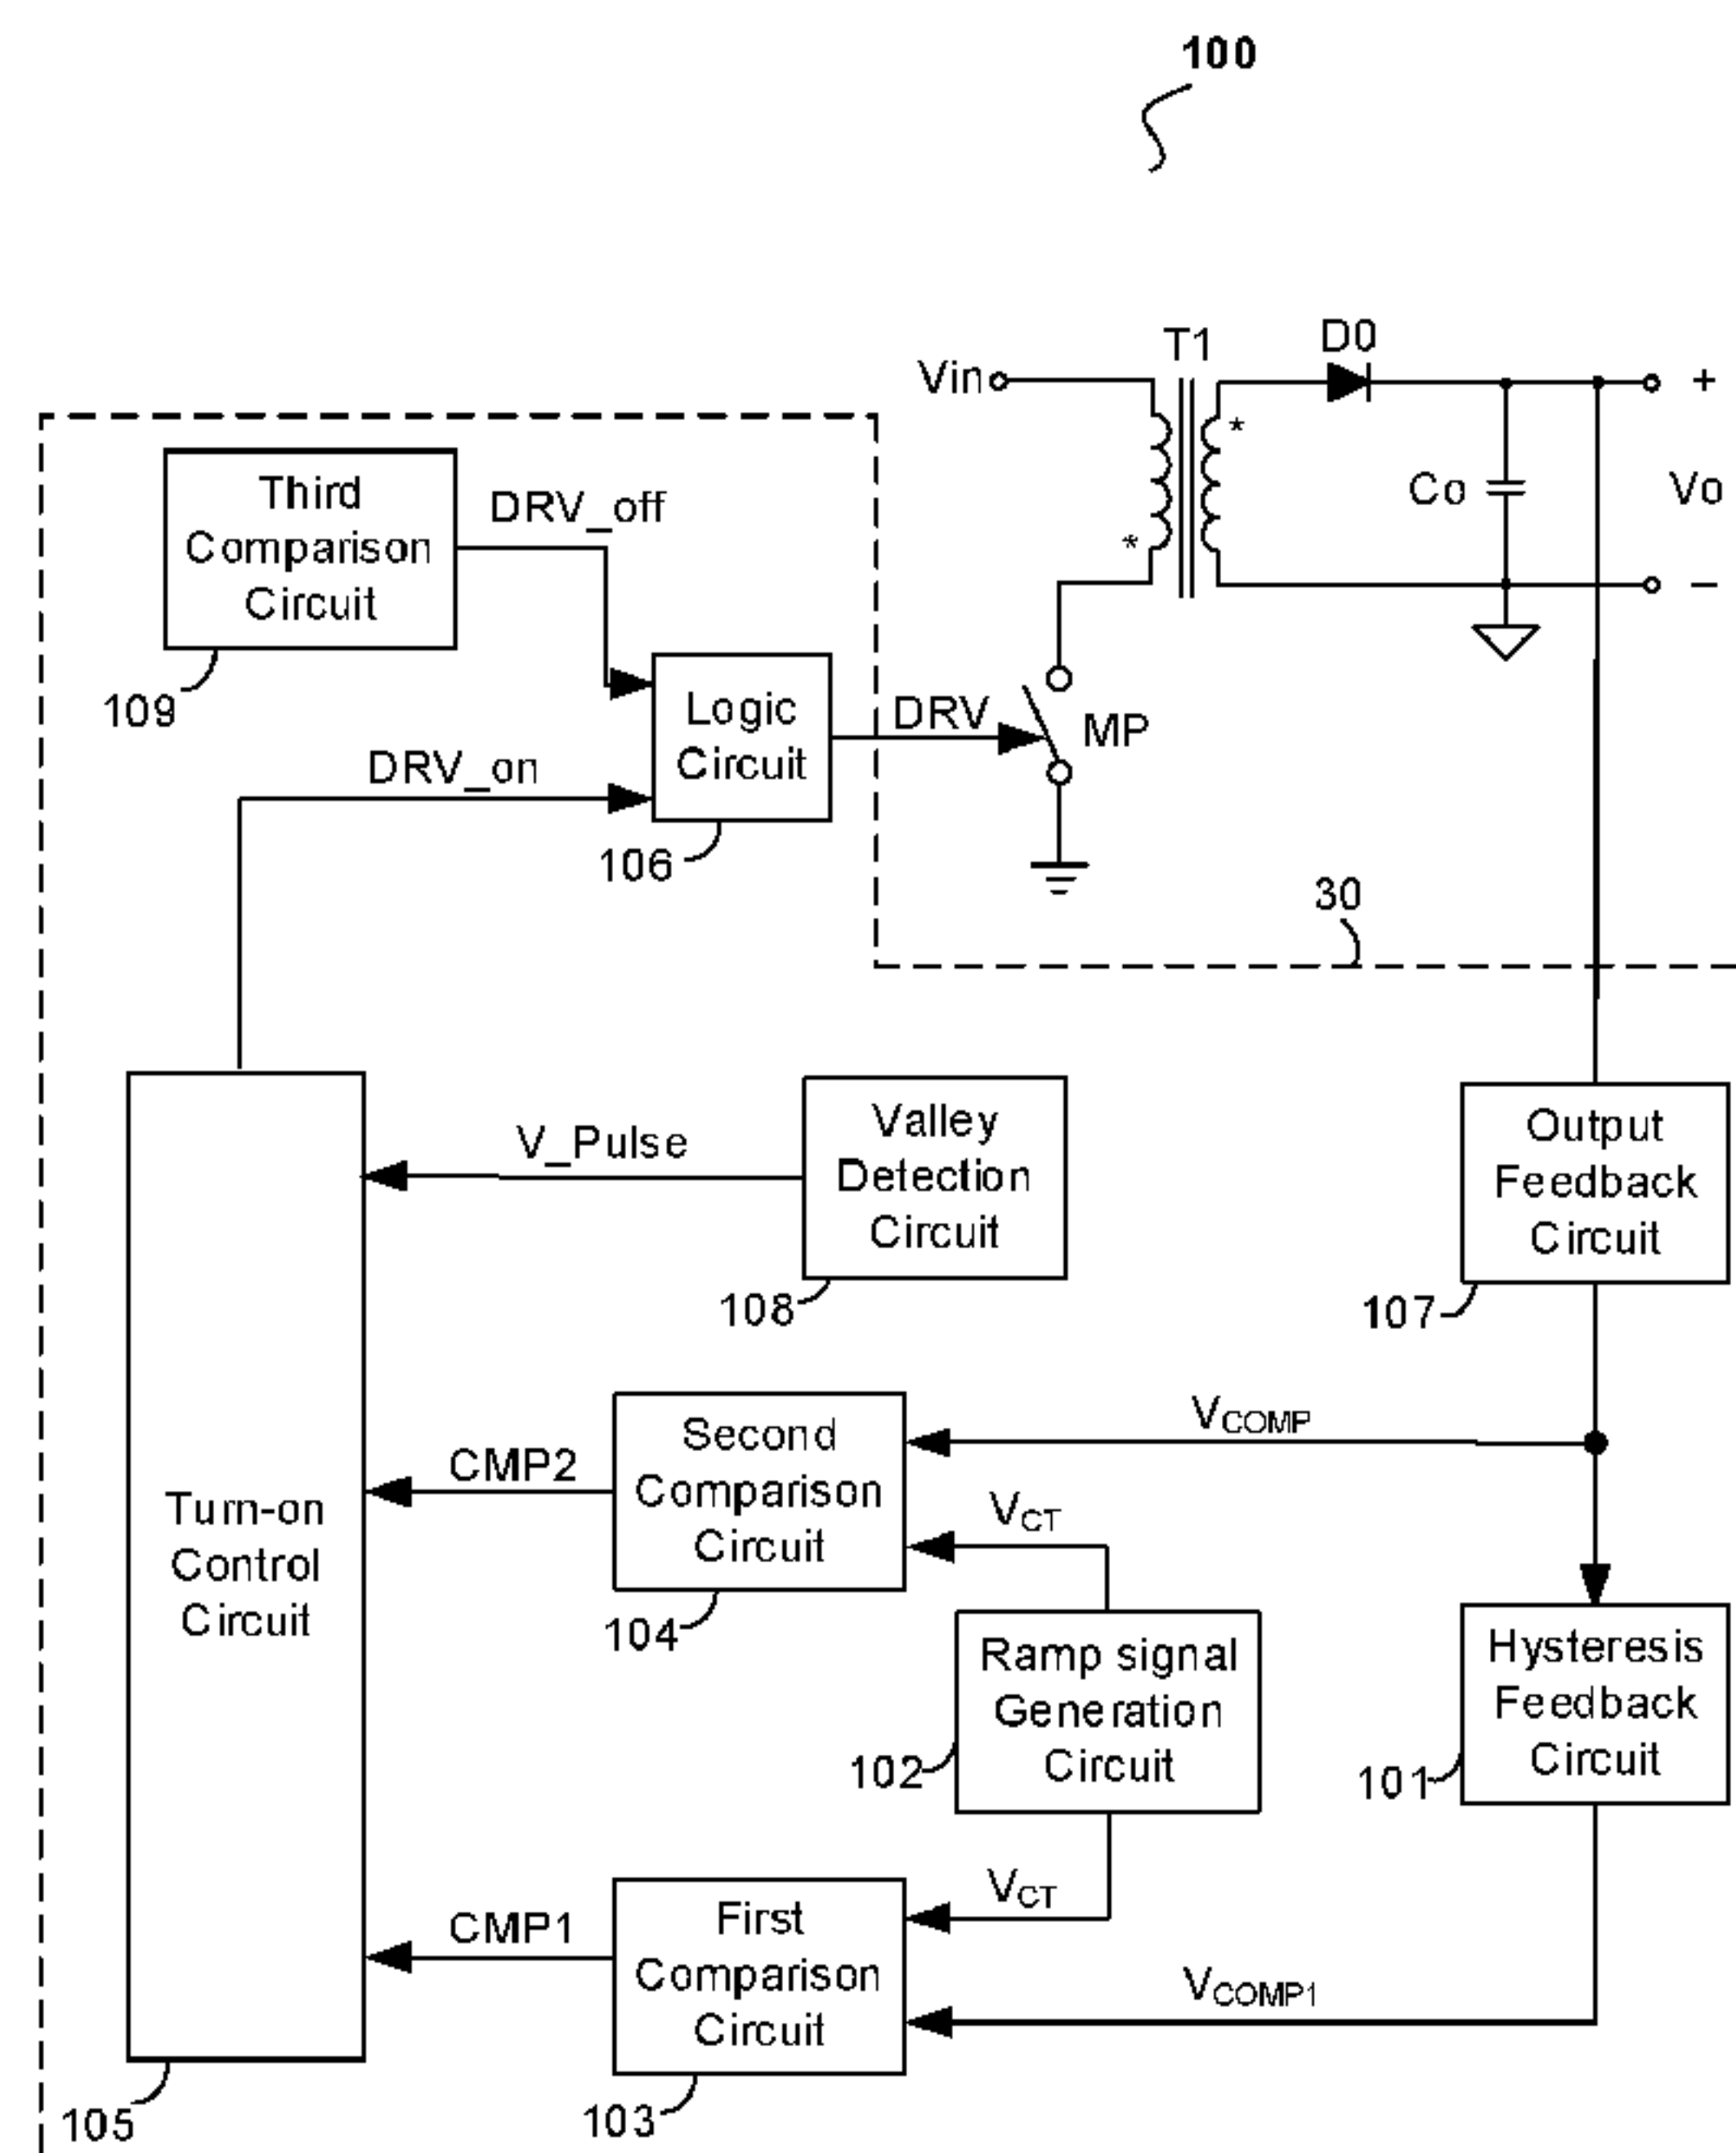 100
T1
D0
Vin
+
*
Co
Vo
*
−
Third
Comparison
Circuit
DRV_off
109
Logic
Circuit
DRV
MP
DRV_on
106
30
Valley
Detection
Circuit
V_Pulse
108
Output
Feedback
Circuit
107
Turn-on
Control
Circuit
Second
Comparison
Circuit
CMP2
VCOMP
VCT
104
Ramp signal
Generation
Circuit
102
Hysteresis
Feedback
Circuit
101
First
Comparison
Circuit
CMP1
VCT
VCOMP1
105
103